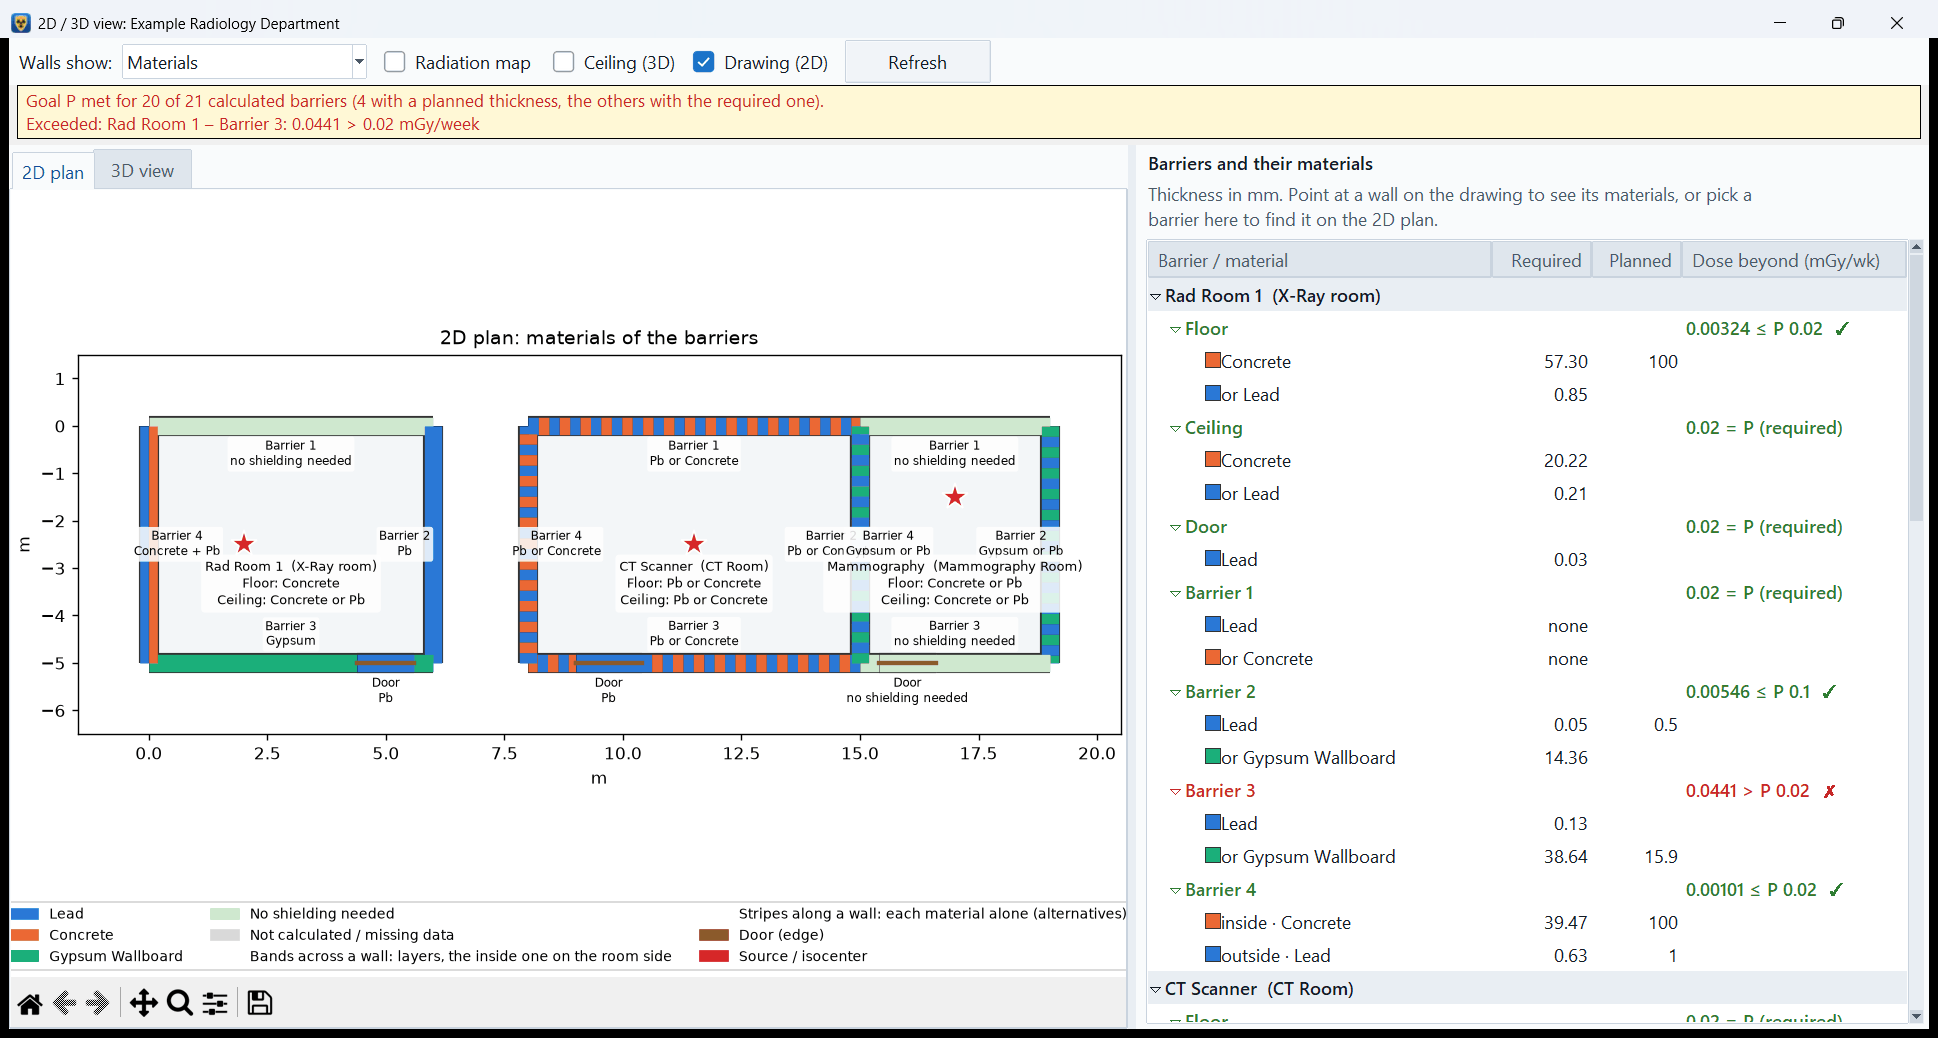 2D / 3D view: Example Radiology Department
Walls show: Materials Radiation map Ceiling (3D) Drawing (2D) Refresh
Goal P met for 20 of 21 calculated barriers (4 with a planned thickness, the others with the required one).
Exceeded: Rad Room 1 – Barrier 3: 0.0441 > 0.02 mGy/week
2D plan 3D view
2D plan: materials of the barriers
1
0
−1
−2
−3
−4
−5
−6
m
0.0 2.5 5.0 7.5 10.0 12.5 15.0 17.5 20.0
m
Barrier 1
no shielding needed
Barrier 4
Concrete + Pb
Barrier 2
Pb
Rad Room 1 (X-Ray room)
Floor: Concrete
Ceiling: Concrete or Pb
Barrier 3
Gypsum
Door
Pb
Barrier 1
Pb or Concrete
Barrier 4
Pb or Concrete
Barrier 2
Pb or Con
CT Scanner (CT Room)
Floor: Pb or Concrete
Ceiling: Pb or Concrete
Barrier 3
Pb or Concrete
Door
Pb
Barrier 1
no shielding needed
Barrier 4
Gypsum or Pb
Barrier 2
Gypsum or Pb
Mammography (Mammography Room)
Floor: Concrete or Pb
Ceiling: Concrete or Pb
Barrier 3
no shielding needed
Door
no shielding needed
Lead
Concrete
Gypsum Wallboard
No shielding needed
Not calculated / missing data
Bands across a wall: layers, the inside one on the room side
Stripes along a wall: each material alone (alternatives)
Door (edge)
Source / isocenter
Barriers and their materials
Thickness in mm. Point at a wall on the drawing to see its materials, or pick a
barrier here to find it on the 2D plan.
Barrier / material Required Planned Dose beyond (mGy/wk)
Rad Room 1 (X-Ray room)
Floor 0.00324 ≤ P 0.02 ✓
Concrete 57.30 100
or Lead 0.85
Ceiling 0.02 = P (required)
Concrete 20.22
or Lead 0.21
Door 0.02 = P (required)
Lead 0.03
Barrier 1 0.02 = P (required)
Lead none
or Concrete none
Barrier 2 0.00546 ≤ P 0.1 ✓
Lead 0.05 0.5
or Gypsum Wallboard 14.36
Barrier 3 0.0441 > P 0.02 ✗
Lead 0.13
or Gypsum Wallboard 38.64 15.9
Barrier 4 0.00101 ≤ P 0.02 ✓
inside · Concrete 39.47 100
outside · Lead 0.63 1
CT Scanner (CT Room)
Floor 0.02 = P (required)